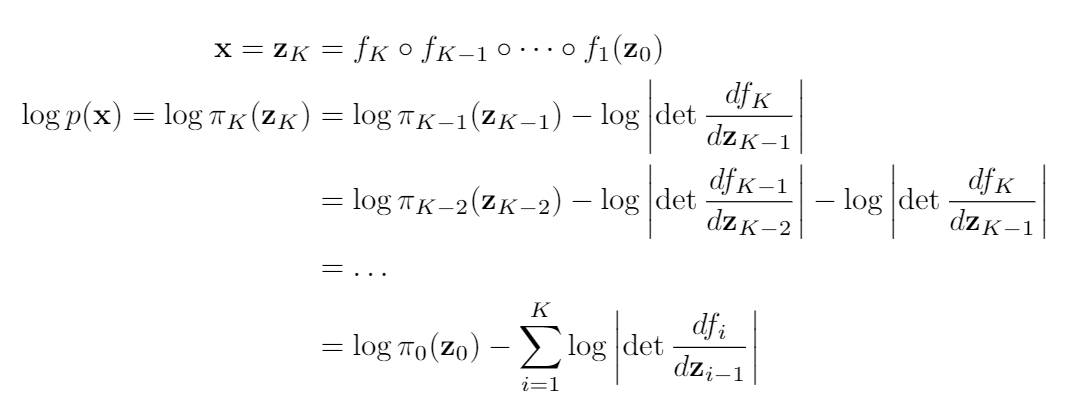 x = z_K = f_K ∘ f_{K−1} ∘ ⋯ ∘ f_1(z_0)
log p(x) = log π_K(z_K) = log π_{K−1}(z_{K−1}) − log |det df_K/dz_{K−1}|
= log π_{K−2}(z_{K−2}) − log |det df_{K−1}/dz_{K−2}| − log |det df_K/dz_{K−1}|
= …
= log π_0(z_0) − ∑_{i=1}^{K} log |det df_i/dz_{i−1}|